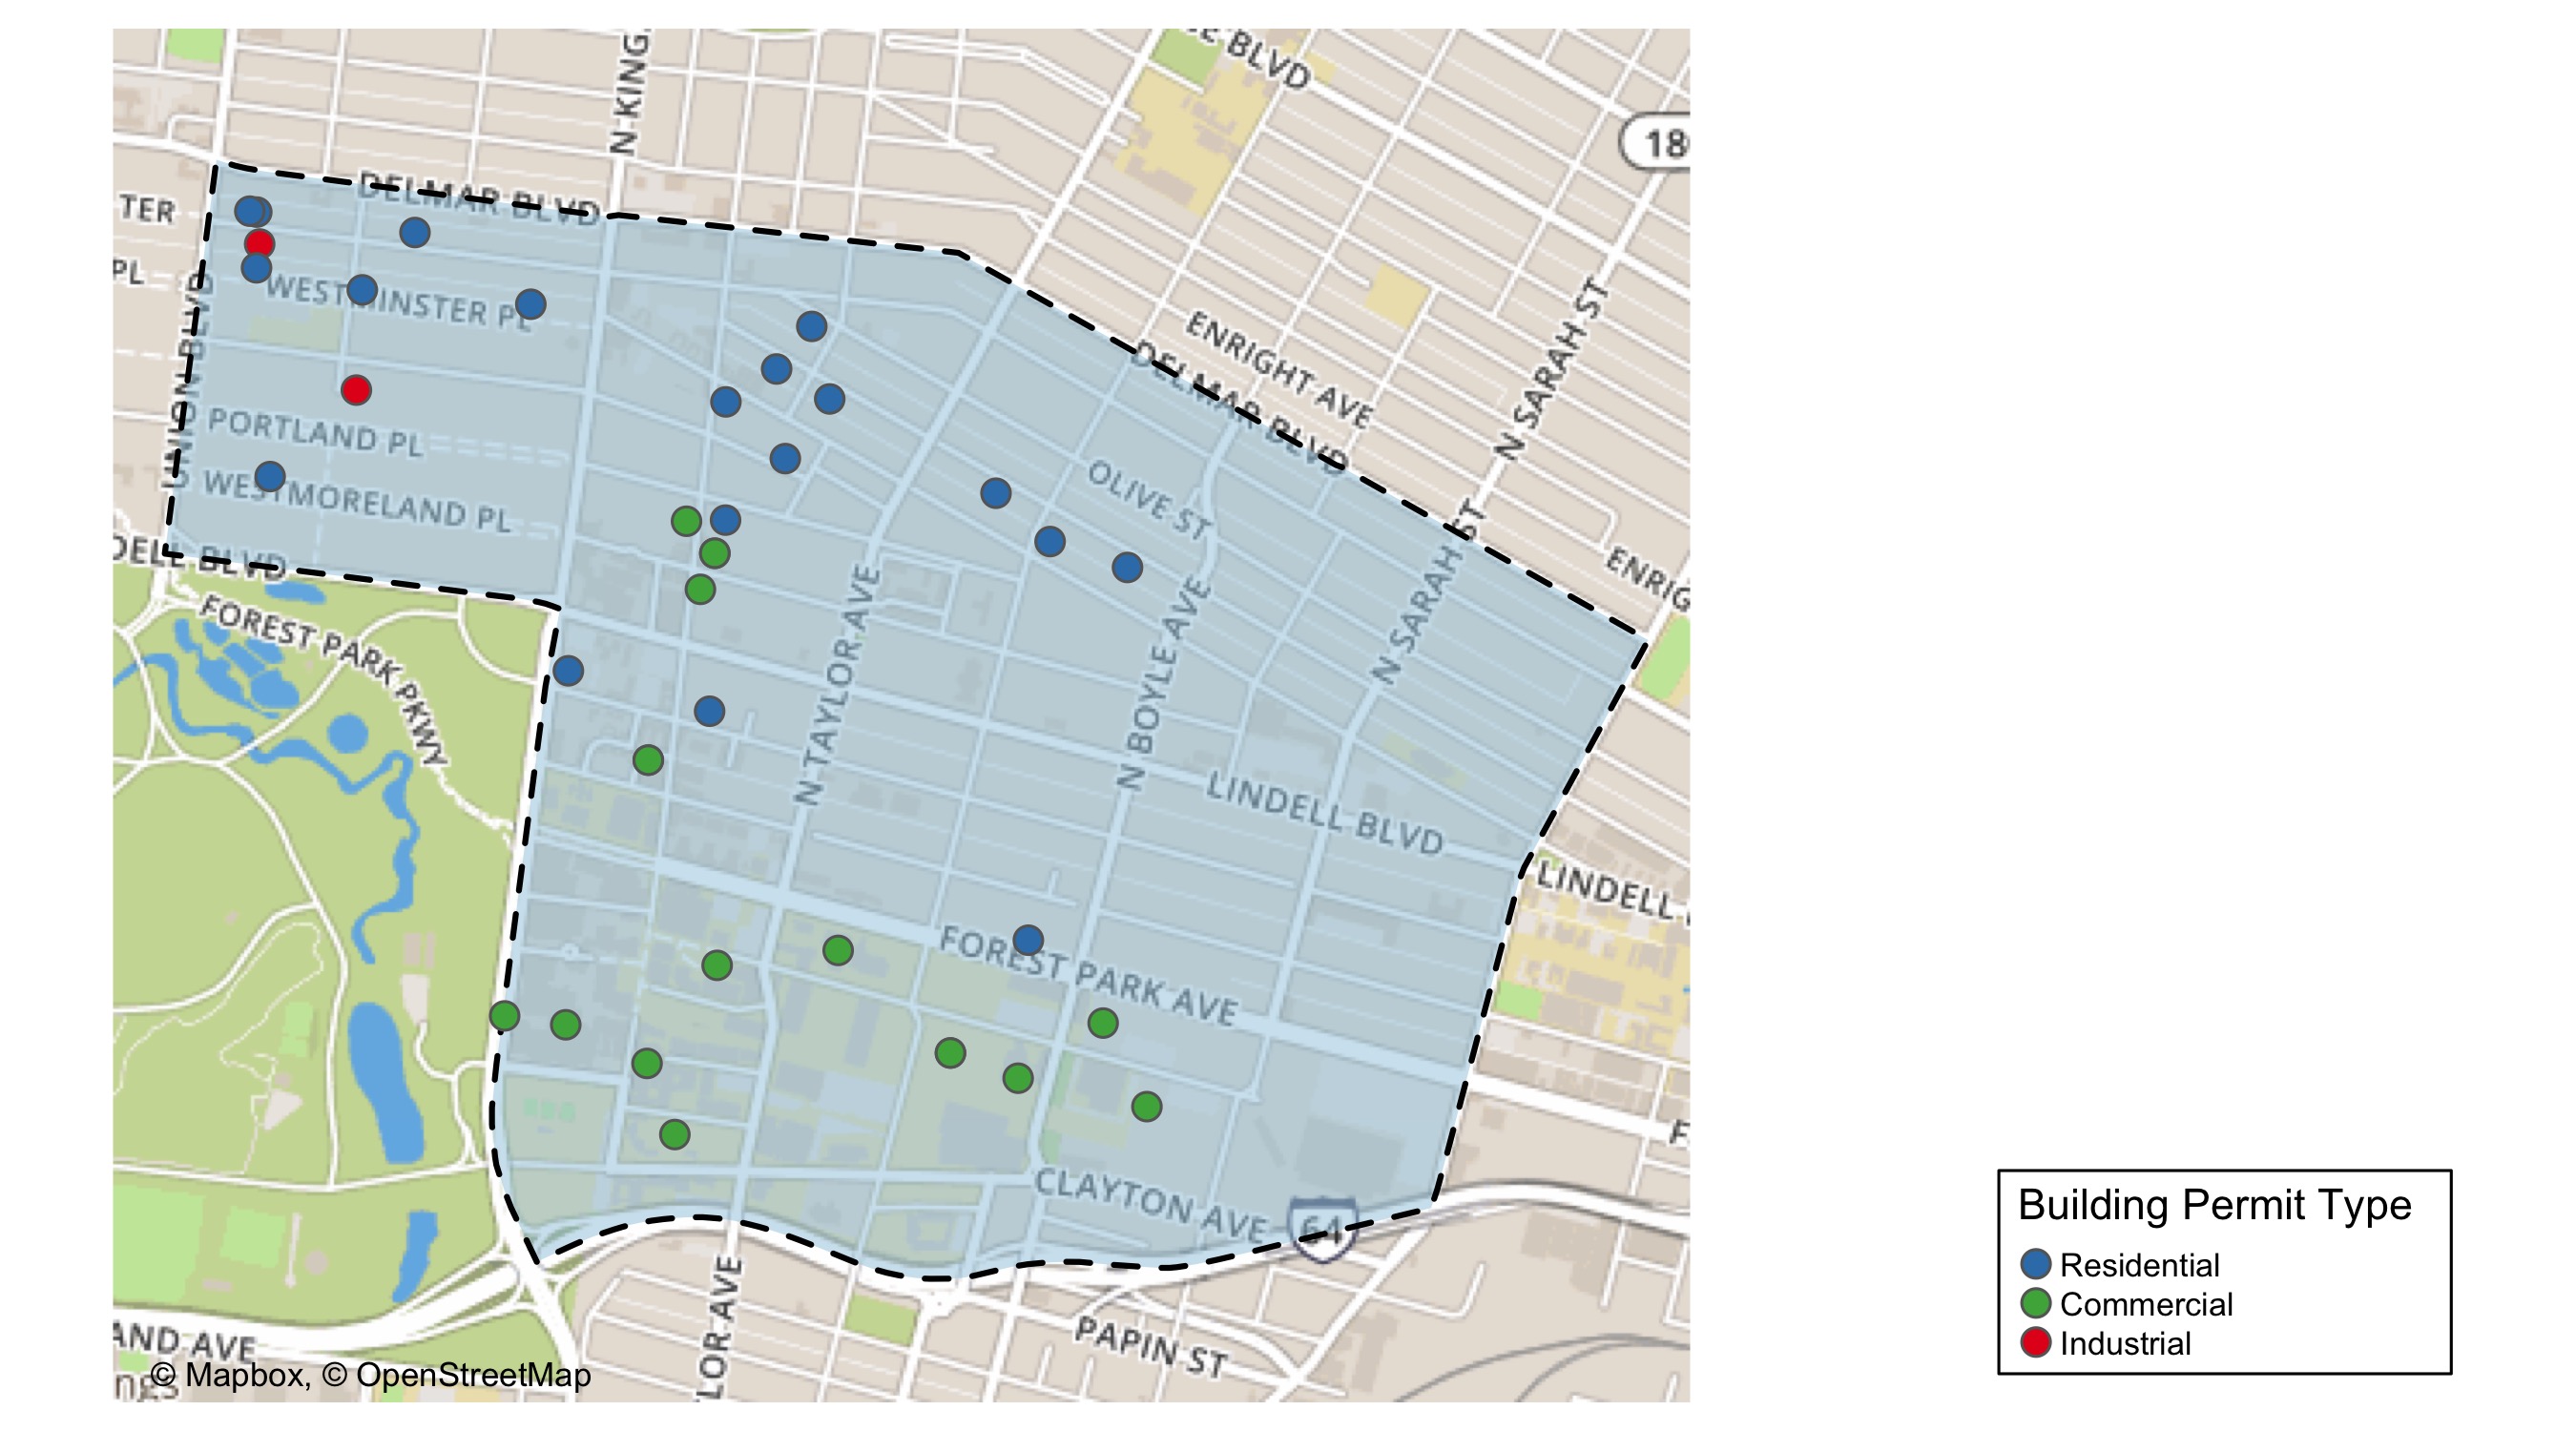 N KING
BLVD
18
TER
DELMAR BLVD
PL
WESTMINSTER PL
ENRIGHT AVE
N SARAH ST
DELMAR BLVD
UNION BLVD
PORTLAND PL
WESTMORELAND PL
OLIVE ST
DELL BLVD
ENRIG
FOREST PARK PKWY
N TAYLOR AVE
N BOYLE AVE
N SARAH ST
LINDELL BLVD
LINDELL
FOREST PARK AVE
F
CLAYTON AVE
64
LOR AVE
PAPIN ST
AND AVE
© Mapbox, © OpenStreetMap
Building Permit Type
Residential
Commercial
Industrial